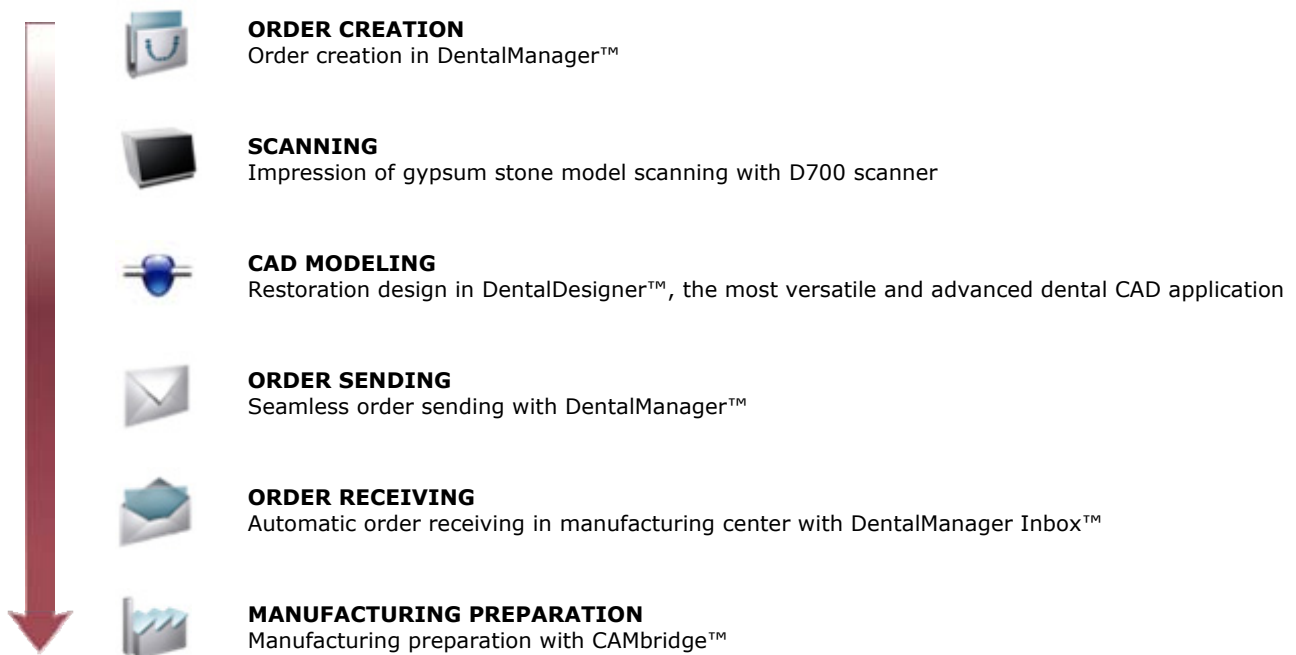 ORDER CREATION
Order creation in DentalManager™
SCANNING
Impression of gypsum stone model scanning with D700 scanner
CAD MODELING
Restoration design in DentalDesigner™, the most versatile and advanced dental CAD application
ORDER SENDING
Seamless order sending with DentalManager™
ORDER RECEIVING
Automatic order receiving in manufacturing center with DentalManager Inbox™
MANUFACTURING PREPARATION
Manufacturing preparation with CAMbridge™